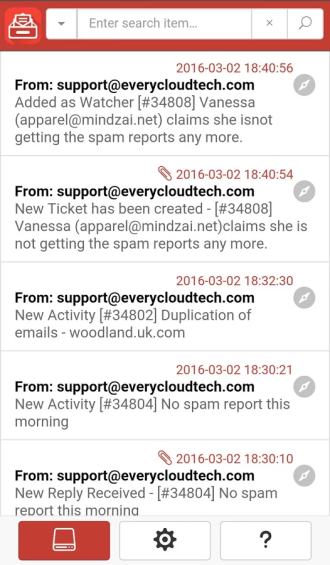 Enter search item...
2016-03-02 18:40:56
From: support@everycloudtech.com
Added as Watcher [#34808] Vanessa
(apparel@mindzai.net) claims she isnot
getting the spam reports any more.
2016-03-02 18:40:54
From: support@everycloudtech.com
New Ticket has been created - [#34808]
Vanessa (apparel@mindzai.net)claims she is
not getting the spam reports any more.
2016-03-02 18:32:30
From: support@everycloudtech.com
New Activity [#34802] Duplication of
emails - woodland.uk.com
2016-03-02 18:30:21
From: support@everycloudtech.com
New Activity [#34804] No spam report this
morning
2016-03-02 18:30:10
From: support@everycloudtech.com
New Reply Received - [#34804] No spam
report this morning
?